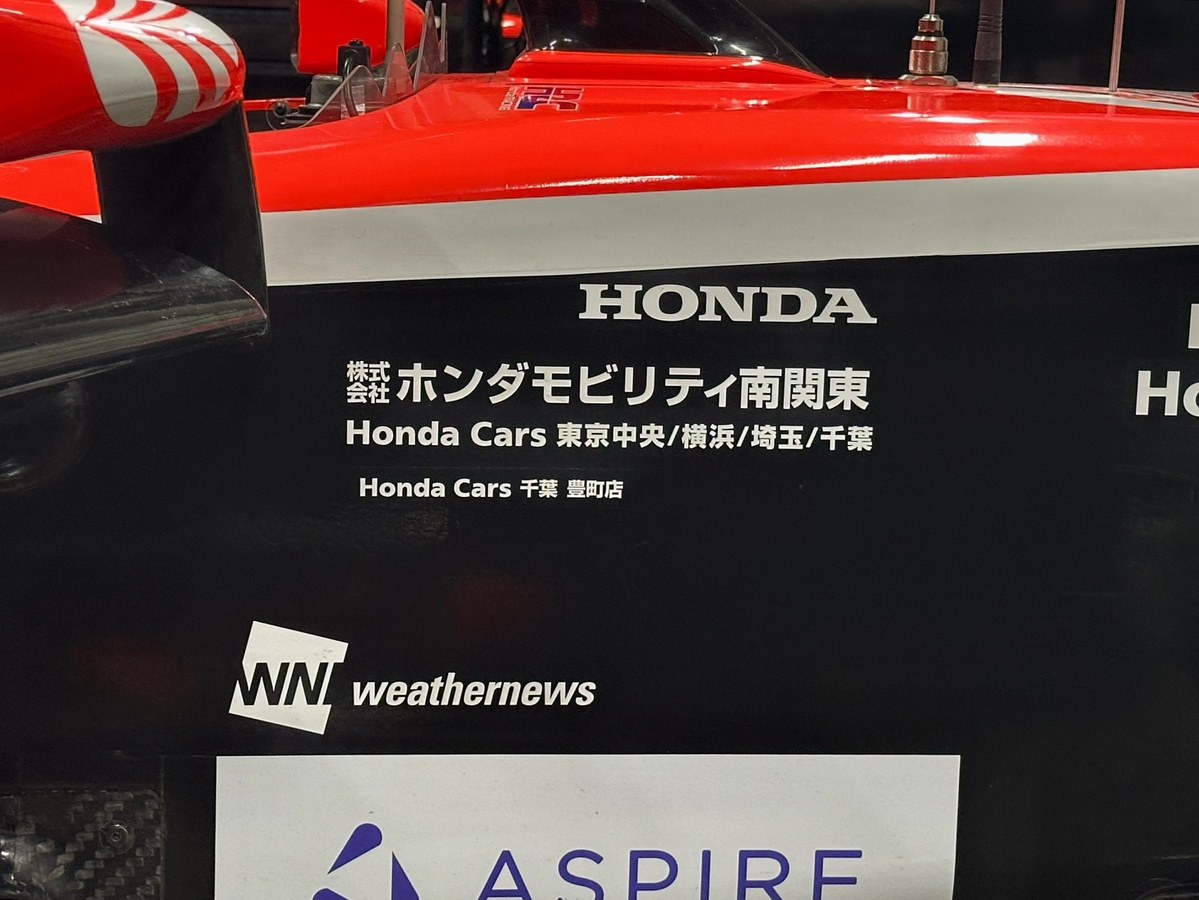 HONDA
株式会社 ホンダモビリティ南関東
Honda Cars 東京中央/横浜/埼玉/千葉
Honda Cars 千葉 豊町店
WNI weathernews
ASPIRE